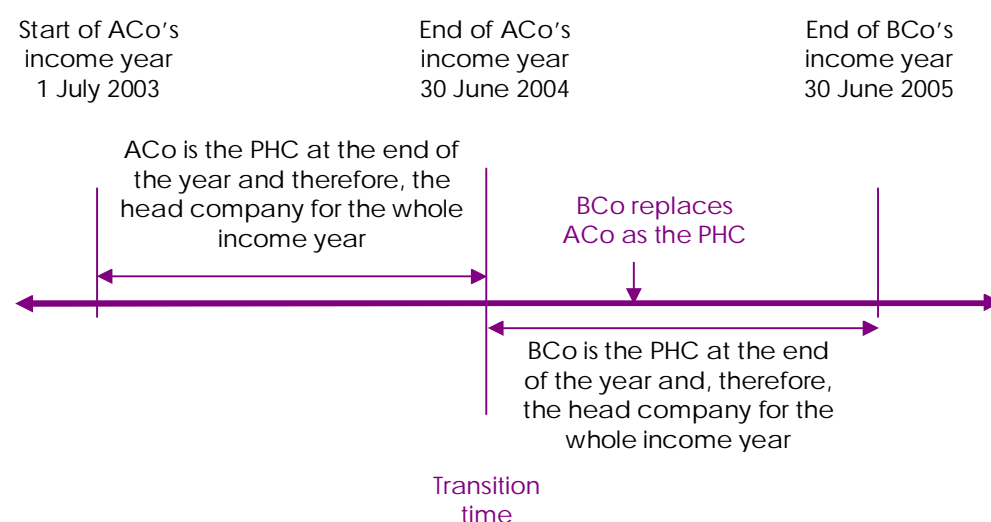 Start of ACo's
income year
1 July 2003
End of ACo's
income year
30 June 2004
End of BCo's
income year
30 June 2005
ACo is the PHC at the end of
the year and therefore, the
head company for the whole
income year
BCo replaces
ACo as the PHC
BCo is the PHC at the end
of the year and, therefore,
the head company for the
whole income year
Transition
time